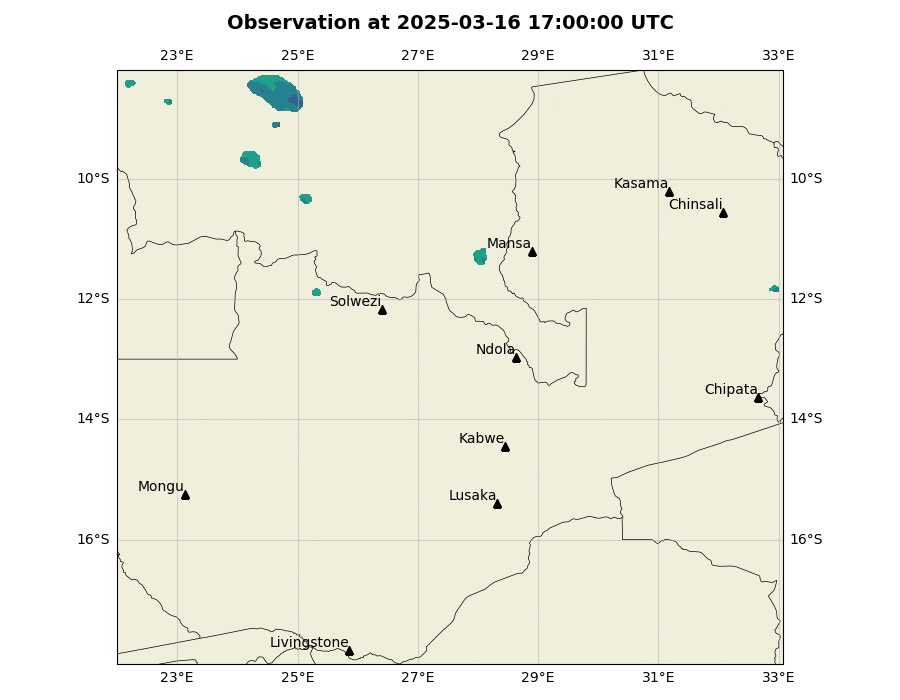 Observation at 2025-03-16 17:00:00 UTC
23°E 25°E 27°E 29°E 31°E 33°E
10°S 10°S
Kasama
Chinsali
Mansa
12°S 12°S
Solwezi
Ndola
Chipata
14°S 14°S
Kabwe
Mongu
Lusaka
16°S 16°S
Livingstone
23°E 25°E 27°E 29°E 31°E 33°E